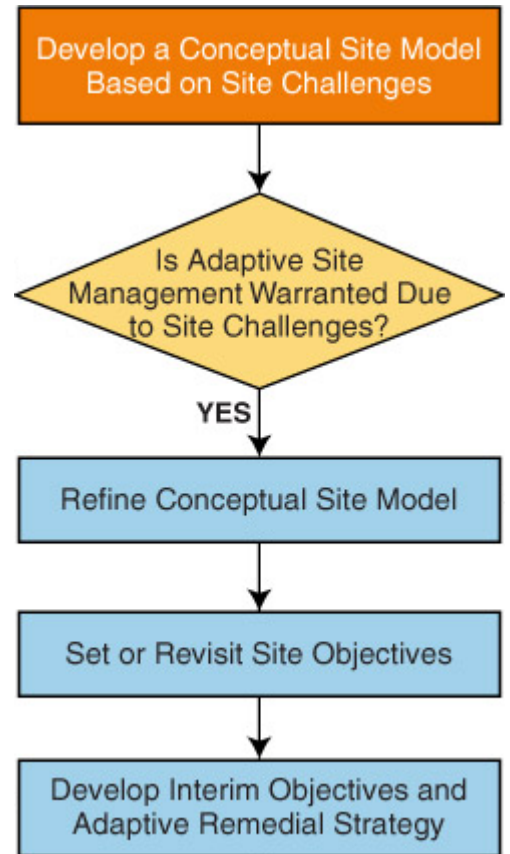 Develop a Conceptual Site Model
Based on Site Challenges
Is Adaptive Site
Management Warranted Due
to Site Challenges?
YES
Refine Conceptual Site Model
Set or Revisit Site Objectives
Develop Interim Objectives and
Adaptive Remedial Strategy